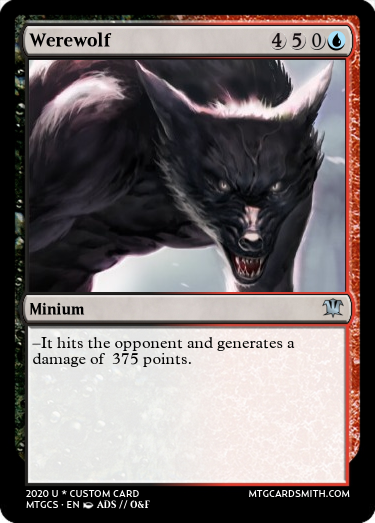 Werewolf 4 5 0
Minium
–It hits the opponent and generates a
damage of 375 points.
2020 U * CUSTOM CARD
MTGCARDSMITH.COM
MTGCS · EN ADS // O&F